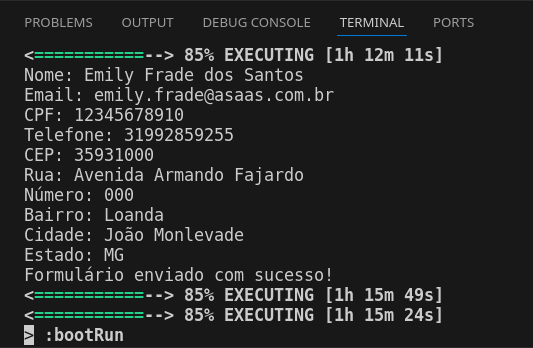 PROBLEMS OUTPUT DEBUG CONSOLE TERMINAL PORTS
<===========--> 85% EXECUTING [1h 12m 11s]
Nome: Emily Frade dos Santos
Email: emily.frade@asaas.com.br
CPF: 12345678910
Telefone: 31992859255
CEP: 35931000
Rua: Avenida Armando Fajardo
Número: 000
Bairro: Loanda
Cidade: João Monlevade
Estado: MG
Formulário enviado com sucesso!
<===========--> 85% EXECUTING [1h 15m 49s]
<===========--> 85% EXECUTING [1h 15m 24s]
> :bootRun